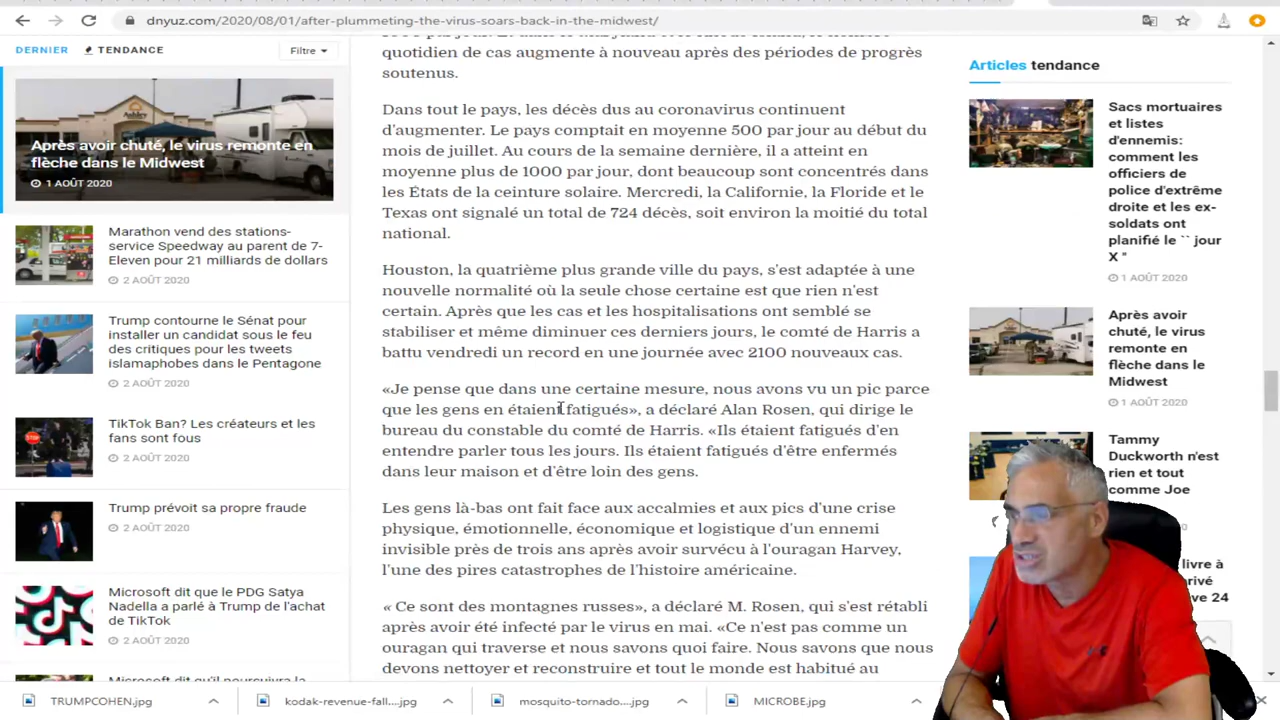 dnyuz.com/2020/08/01/after-plummeting-the-virus-soars-back-in-the-midwest/
DERNIER
TENDANCE
Filtre
Après avoir chuté, le virus remonte en
flèche dans le Midwest
1 AOÛT 2020
Marathon vend des stations-
service Speedway au parent de 7-
Eleven pour 21 milliards de dollars
2 AOÛT 2020
Trump contourne le Sénat pour
installer un candidat sous le feu
des critiques pour les tweets
islamaphobes dans le Pentagone
2 AOÛT 2020
TikTok Ban? Les créateurs et les
fans sont fous
2 AOÛT 2020
Trump prévoit sa propre fraude
2 AOÛT 2020
Microsoft dit que le PDG Satya
Nadella a parlé à Trump de l'achat
de TikTok
2 AOÛT 2020
quotidien de cas augmente à nouveau après des périodes de progrès
soutenus.
Dans tout le pays, les décès dus au coronavirus continuent
d'augmenter. Le pays comptait en moyenne 500 par jour au début du
mois de juillet. Au cours de la semaine dernière, il a atteint en
moyenne plus de 1000 par jour, dont beaucoup sont concentrés dans
les États de la ceinture solaire. Mercredi, la Californie, la Floride et le
Texas ont signalé un total de 724 décès, soit environ la moitié du total
national.
Houston, la quatrième plus grande ville du pays, s'est adaptée à une
nouvelle normalité où la seule chose certaine est que rien n'est
certain. Après que les cas et les hospitalisations ont semblé se
stabiliser et même diminuer ces derniers jours, le comté de Harris a
battu vendredi un record en une journée avec 2100 nouveaux cas.
«Je pense que dans une certaine mesure, nous avons vu un pic parce
que les gens en étaient fatigués», a déclaré Alan Rosen, qui dirige le
bureau du constable du comté de Harris. «Ils étaient fatigués d'en
entendre parler tous les jours. Ils étaient fatigués d'être enfermés
dans leur maison et d'être loin des gens.
Les gens là-bas ont fait face aux accalmies et aux pics d'une crise
physique, émotionnelle, économique et logistique d'un ennemi
invisible près de trois ans après avoir survécu à l'ouragan Harvey,
l'une des pires catastrophes de l'histoire américaine.
« Ce sont des montagnes russes», a déclaré M. Rosen, qui s'est rétabli
après avoir été infecté par le virus en mai. «Ce n'est pas comme un
ouragan qui traverse et nous savons quoi faire. Nous savons que nous
devons nettoyer et reconstruire et tout le monde est habitué au
Articles tendance
Sacs mortuaires
et listes
d'ennemis:
comment les
officiers de
police d'extrême
droite et les ex-
soldats ont
planifié le `` jour
X "
1 AOÛT 2020
Après avoir
chuté, le virus
remonte en
flèche dans le
Midwest
1 AOÛT 2020
Tammy
Duckworth n'est
rien et tout
comme Joe
livre à
24
TRUMPCOHEN.jpg
kodak-revenue-fall....jpg
mosquito-tornado....jpg
MICROBE.jpg